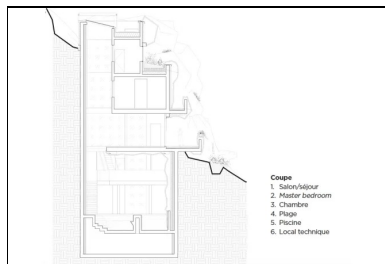 Coupe
1. Salon/séjour
2. Master bedroom
3. Chambre
4. Plage
5. Piscine
6. Local technique